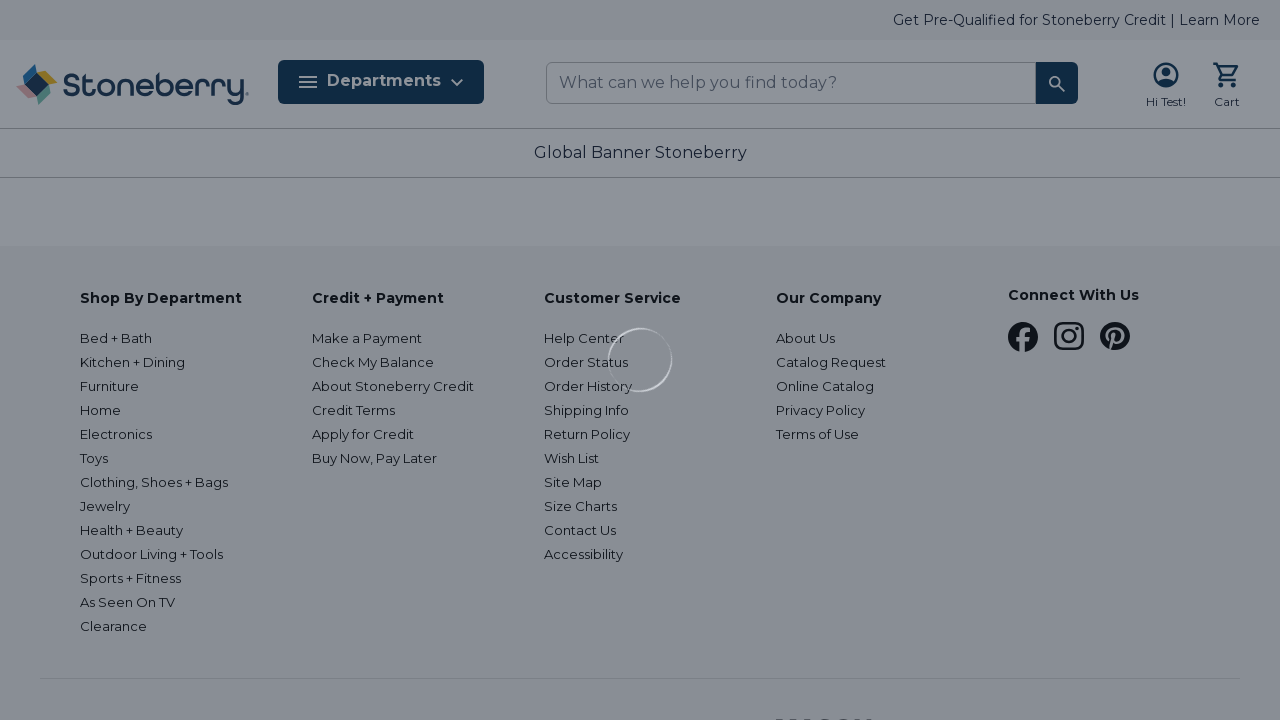 Get Pre-Qualified for Stoneberry Credit | Learn More
Stoneberry
Departments
What can we help you find today?
Hi Test!
Cart
Global Banner Stoneberry
Shop By Department
Bed + Bath
Kitchen + Dining
Furniture
Home
Electronics
Toys
Clothing, Shoes + Bags
Jewelry
Health + Beauty
Outdoor Living + Tools
Sports + Fitness
As Seen On TV
Clearance
Credit + Payment
Make a Payment
Check My Balance
About Stoneberry Credit
Credit Terms
Apply for Credit
Buy Now, Pay Later
Customer Service
Help Center
Order Status
Order History
Shipping Info
Return Policy
Wish List
Site Map
Size Charts
Contact Us
Accessibility
Our Company
About Us
Catalog Request
Online Catalog
Privacy Policy
Terms of Use
Connect With Us